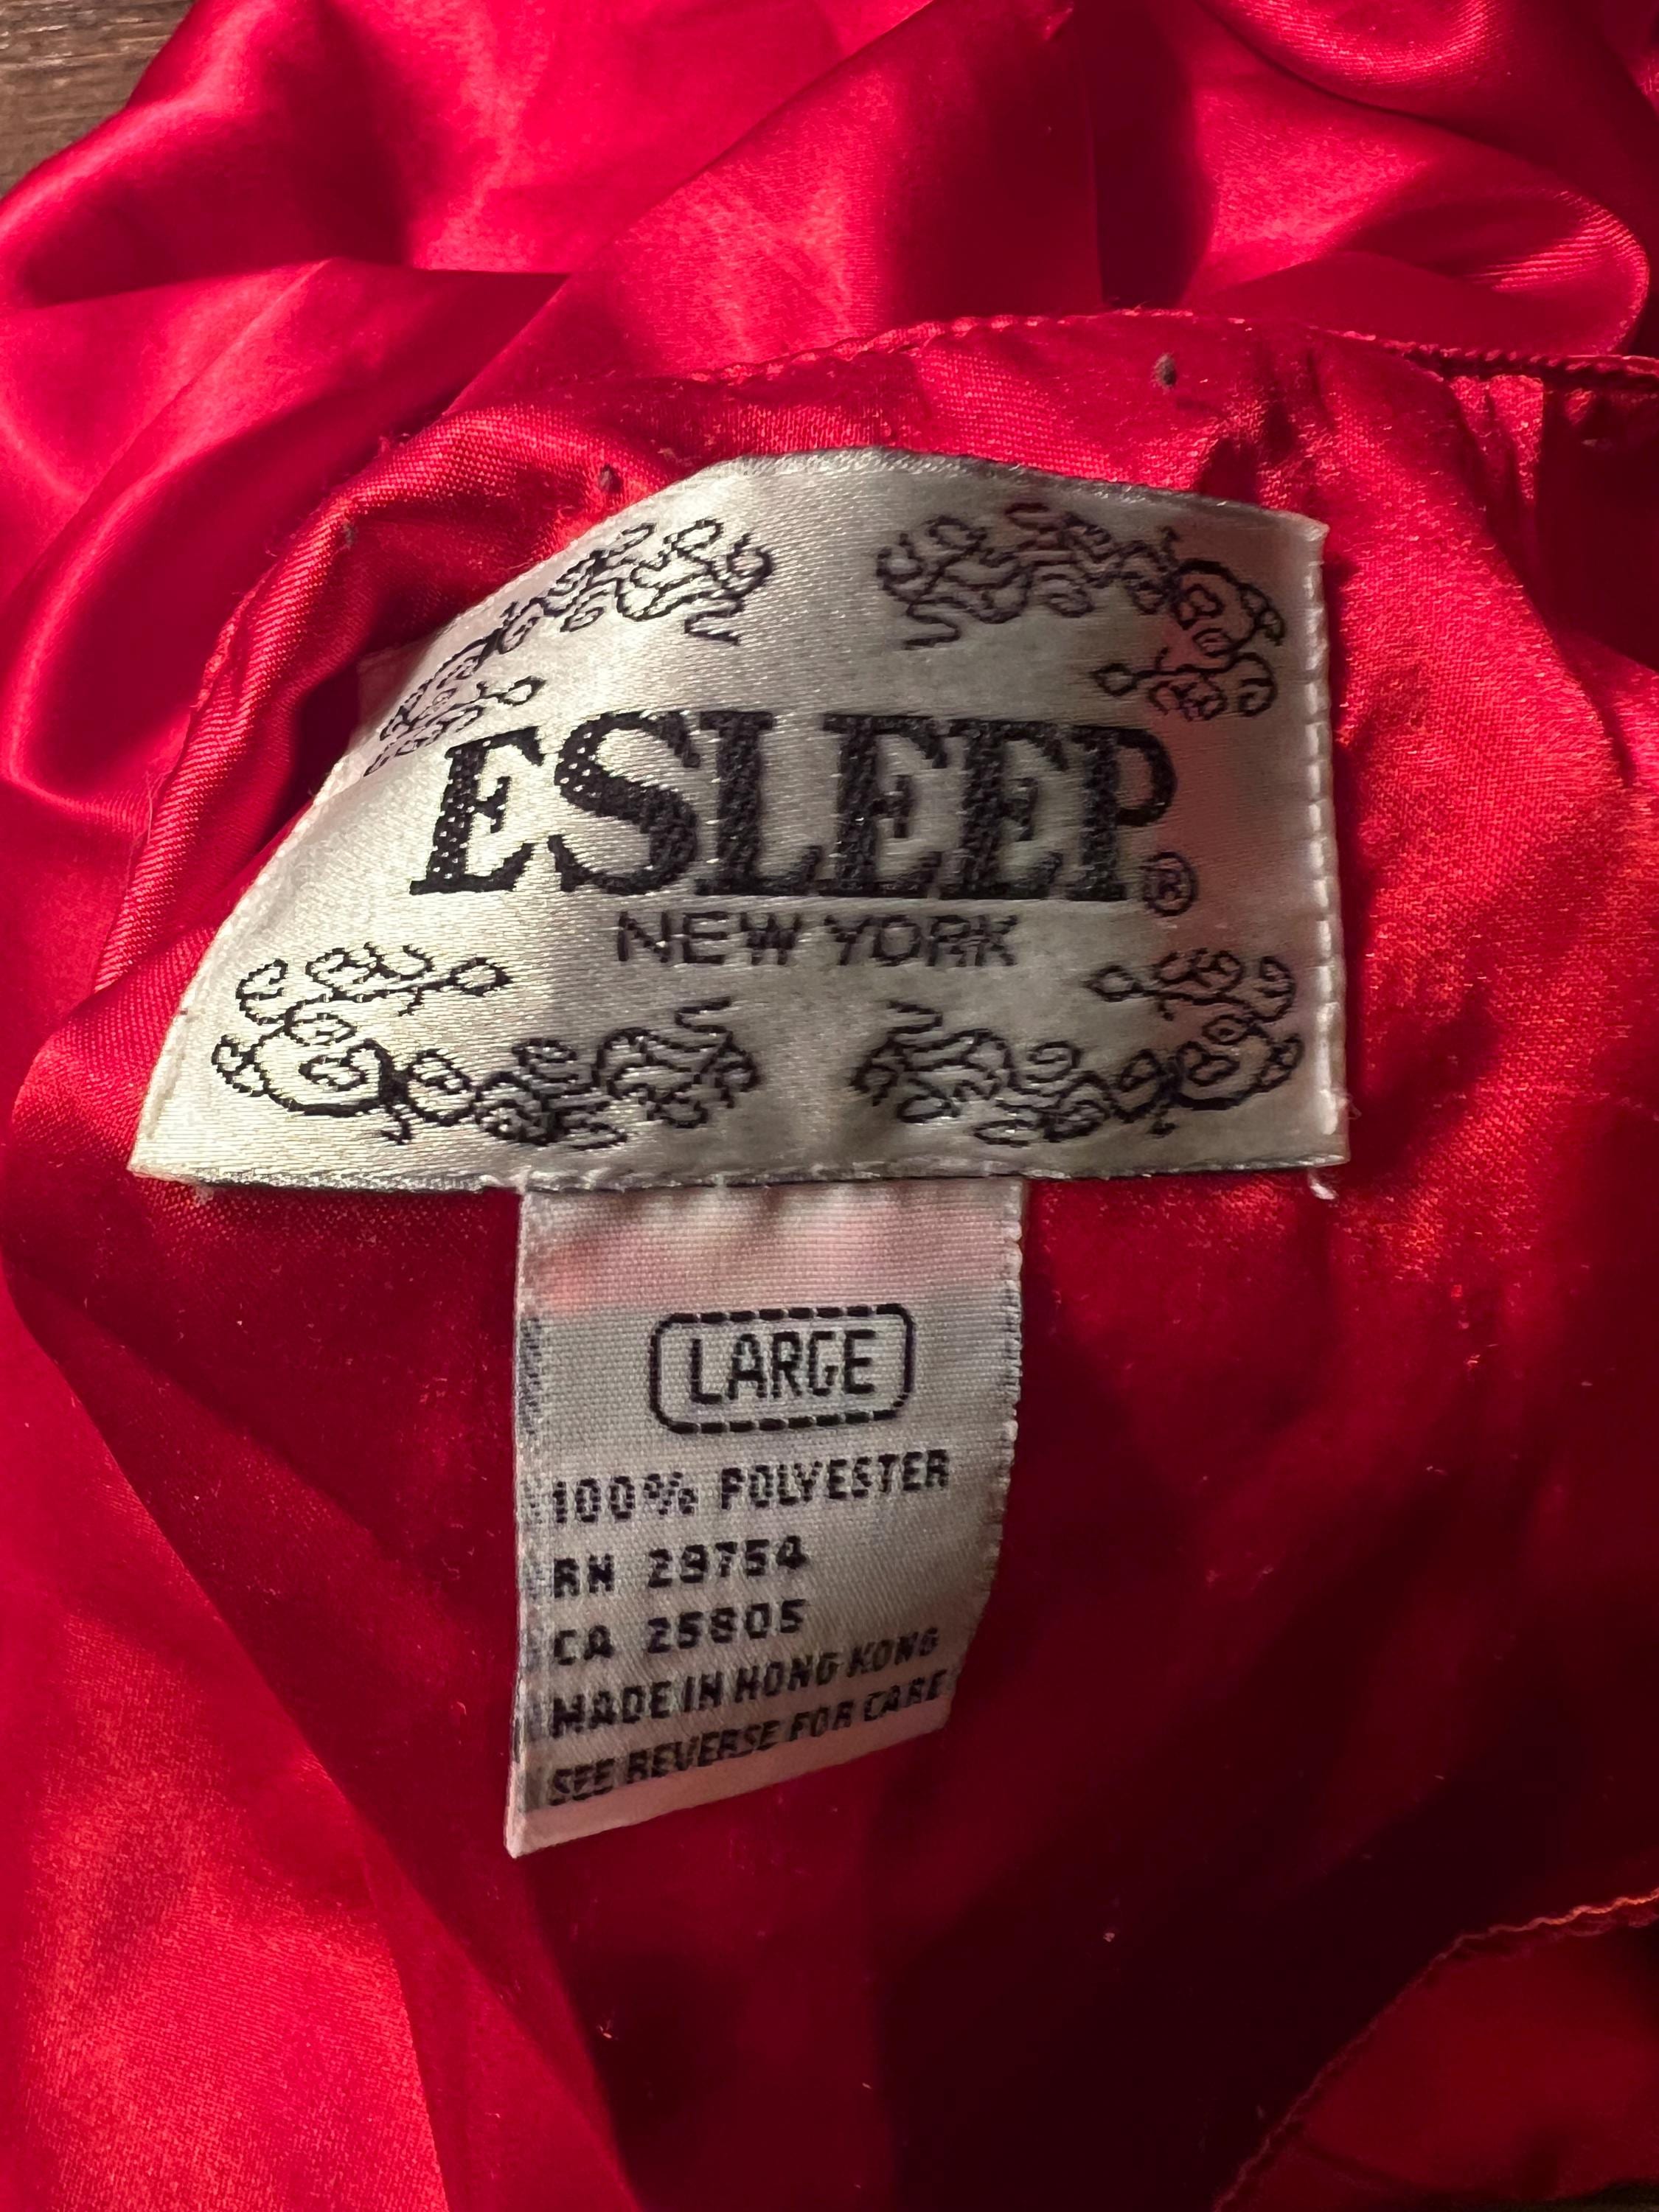 ESLEEP®
NEW YORK
LARGE
100% POLYESTER
RN 29754
CA 25805
MADE IN HONG KONG
SEE REVERSE FOR CARE